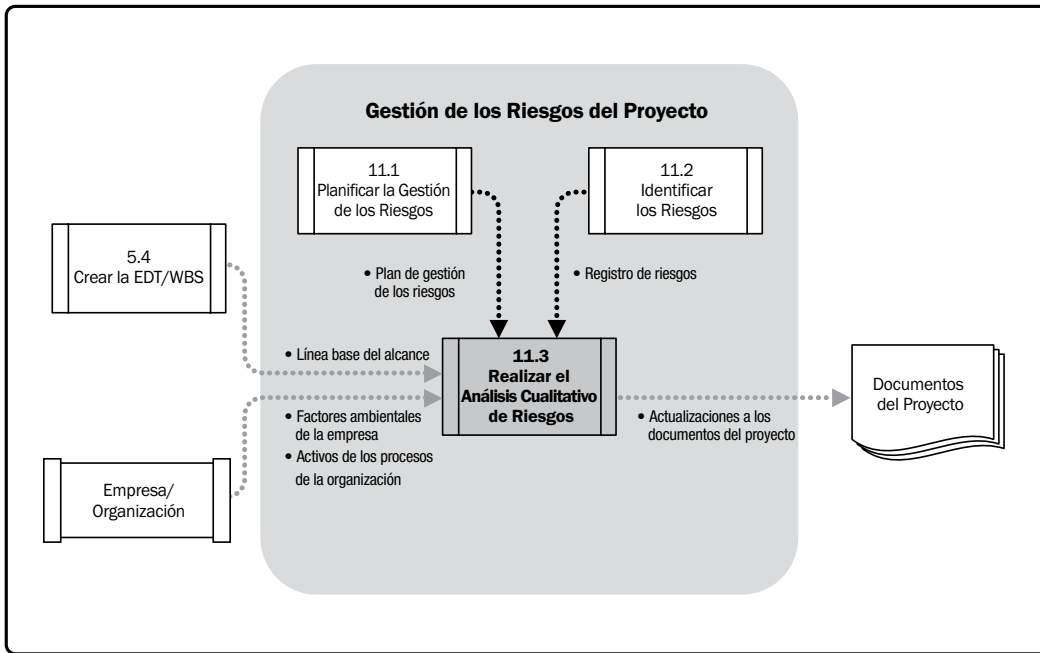 Gestión de los Riesgos del Proyecto
11.1
Planificar la Gestión
de los Riesgos
11.2
Identificar
los Riesgos
5.4
Crear la EDT/WBS
• Plan de gestión
de los riesgos
• Registro de riesgos
• Línea base del alcance
11.3
Realizar el
Análisis Cualitativo
de Riesgos
Documentos
del Proyecto
• Factores ambientales
de la empresa
• Activos de los procesos
de la organización
• Actualizaciones a los
documentos del proyecto
Empresa/
Organización